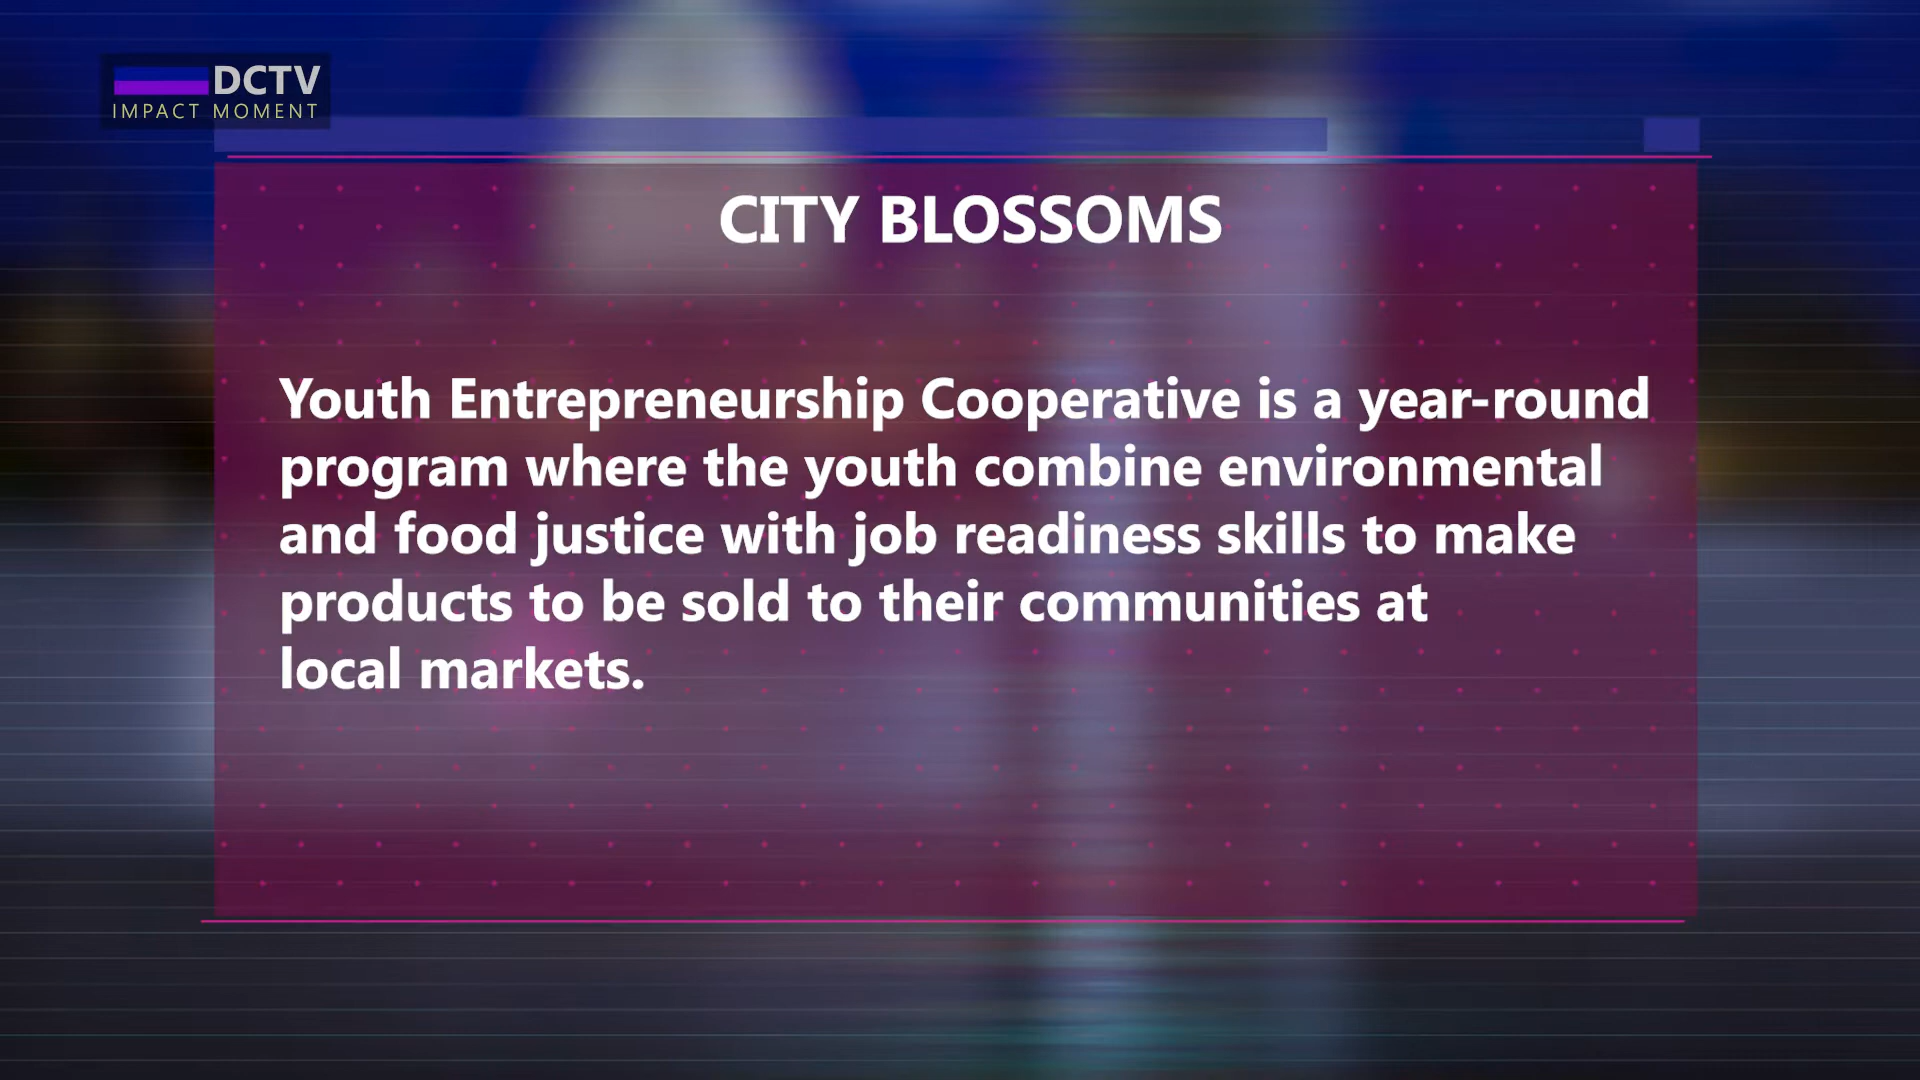 DCTV
IMPACT MOMENT
CITY BLOSSOMS
Youth Entrepreneurship Cooperative is a year-round
program where the youth combine environmental
and food justice with job readiness skills to make
products to be sold to their communities at
local markets.